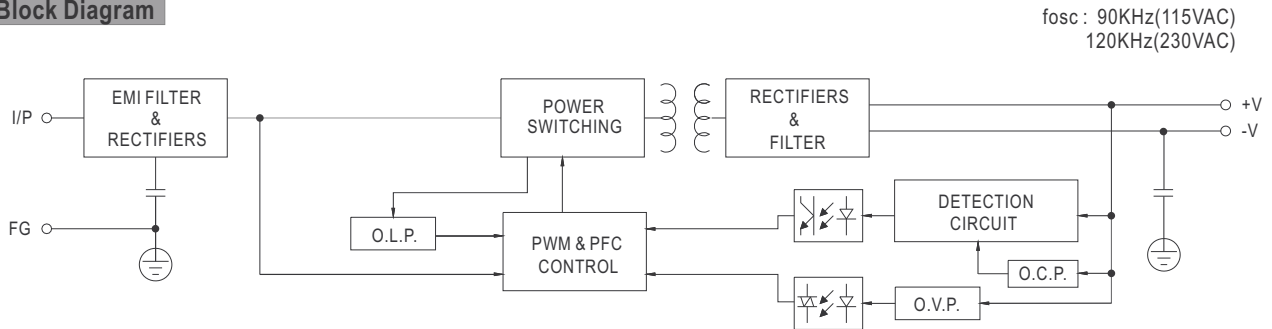 Block Diagram
fosc : 90KHz(115VAC)
120KHz(230VAC)
I/P
EMI FILTER
&
RECTIFIERS
POWER
SWITCHING
RECTIFIERS
&
FILTER
+V
-V
FG
O.L.P.
PWM & PFC
CONTROL
DETECTION
CIRCUIT
O.C.P.
O.V.P.